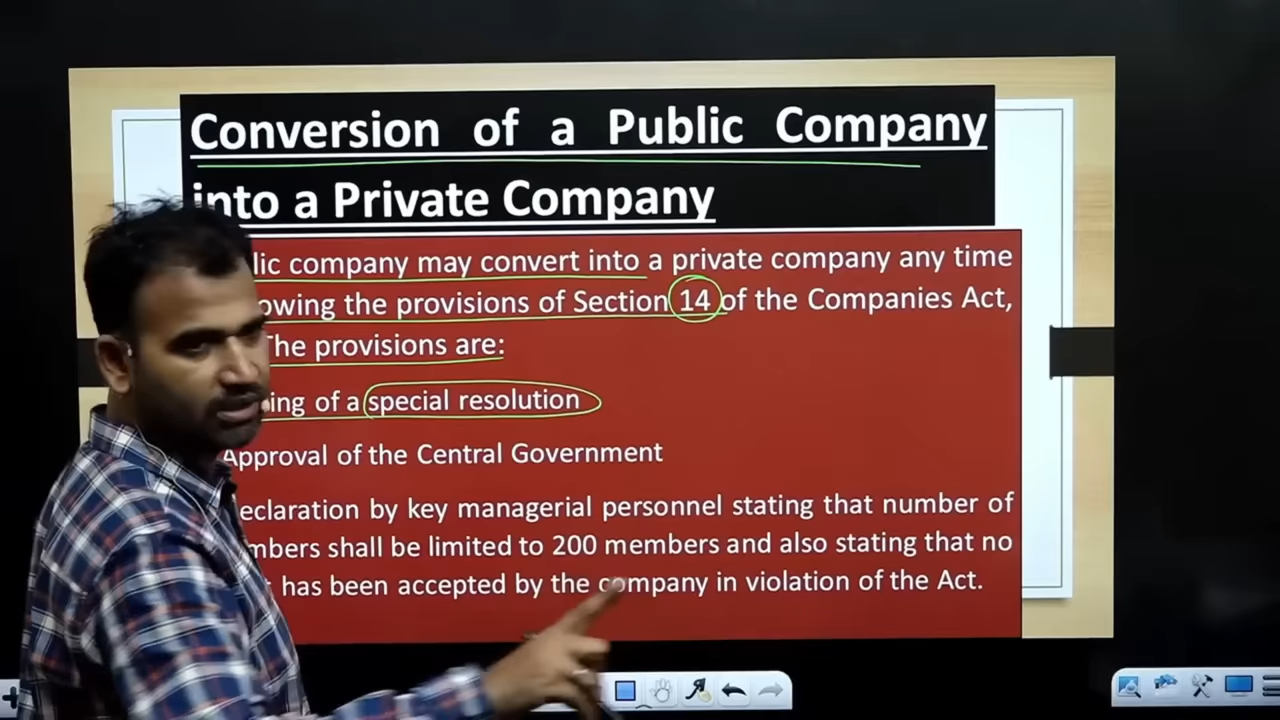 Conversion of a Public Company
into a Private Company
lic company may convert into a private company any time
owing the provisions of Section 14 of the Companies Act,
The provisions are:
ing of a special resolution
Approval of the Central Government
eclaration by key managerial personnel stating that number of
mbers shall be limited to 200 members and also stating that no
has been accepted by the company in violation of the Act.